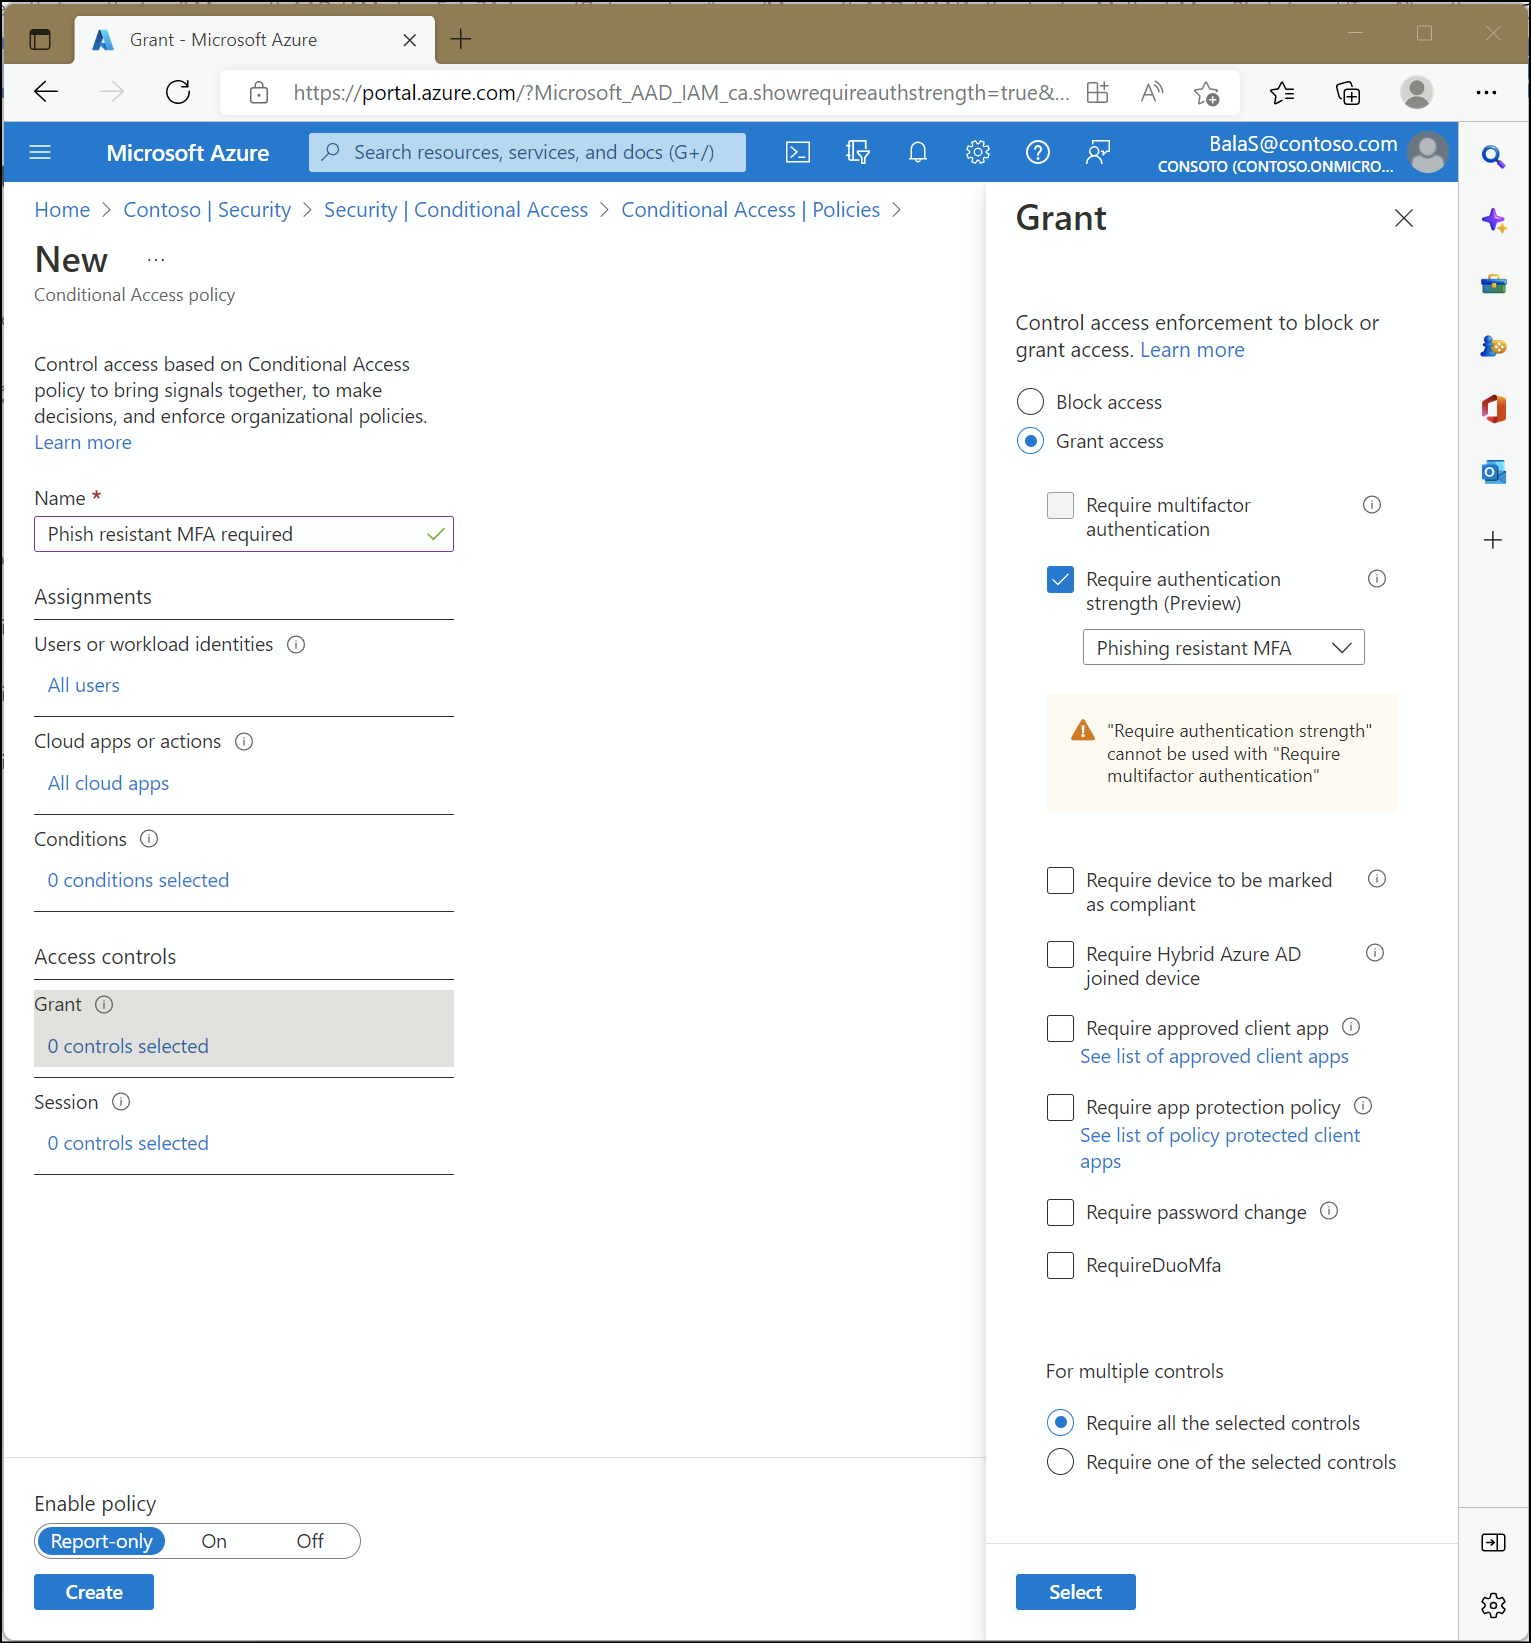 Grant - Microsoft Azure
https://portal.azure.com/?Microsoft_AAD_IAM_ca.showrequireauthstrength=true&...
Microsoft Azure
Search resources, services, and docs (G+/)
BalaS@contoso.com
CONSOTO (CONTOSO.ONMICRO...
Home > Contoso | Security > Security | Conditional Access > Conditional Access | Policies >
New ...
Conditional Access policy
Control access based on Conditional Access
policy to bring signals together, to make
decisions, and enforce organizational policies.
Learn more
Name *
Phish resistant MFA required
Assignments
Users or workload identities
All users
Cloud apps or actions
All cloud apps
Conditions
0 conditions selected
Access controls
Grant
0 controls selected
Session
0 controls selected
Enable policy
Report-only On Off
Create
Grant
Control access enforcement to block or
grant access. Learn more
Block access
Grant access
Require multifactor
authentication
Require authentication
strength (Preview)
Phishing resistant MFA
"Require authentication strength"
cannot be used with "Require
multifactor authentication"
Require device to be marked
as compliant
Require Hybrid Azure AD
joined device
Require approved client app
See list of approved client apps
Require app protection policy
See list of policy protected client
apps
Require password change
RequireDuoMfa
For multiple controls
Require all the selected controls
Require one of the selected controls
Select